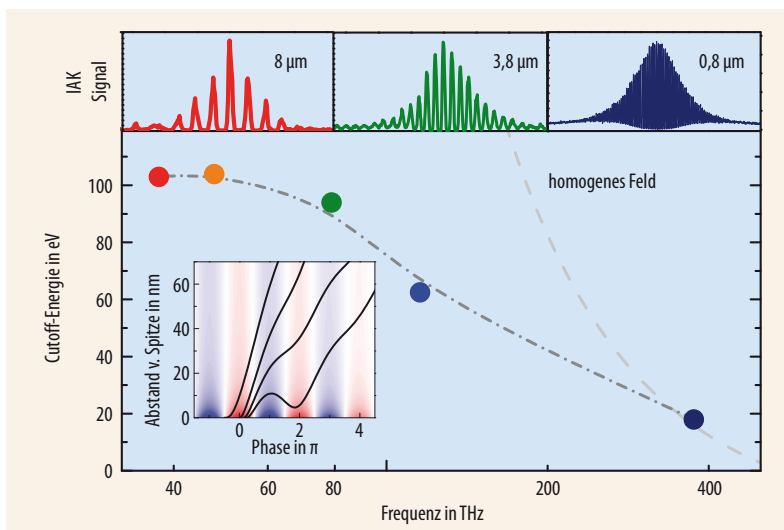 IAK
Signal
8 µm
3,8 µm
0,8 µm
homogenes Feld
Cutoff-Energie in eV
100
80
60
40
20
0
Abstand v. Spitze in nm
60
40
20
0
0
2
4
Phase in π
40
60
80
200
400
Frequenz in THz